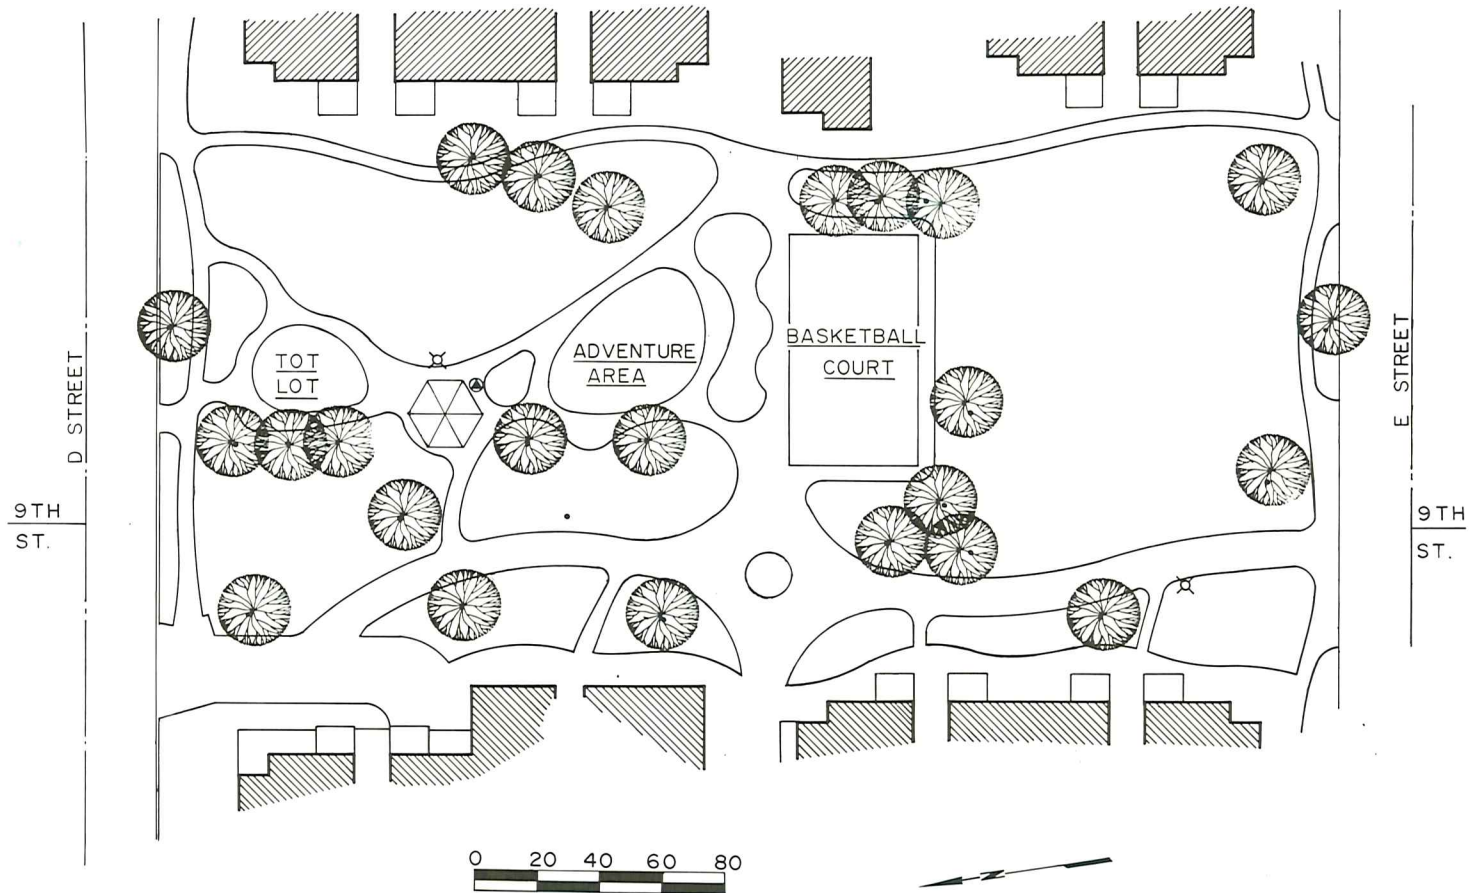 TOT
LOT
ADVENTURE
AREA
BASKETBALL
COURT
D STREET
E STREET
9TH
ST.
9TH
ST.
0 20 40 60 80
N